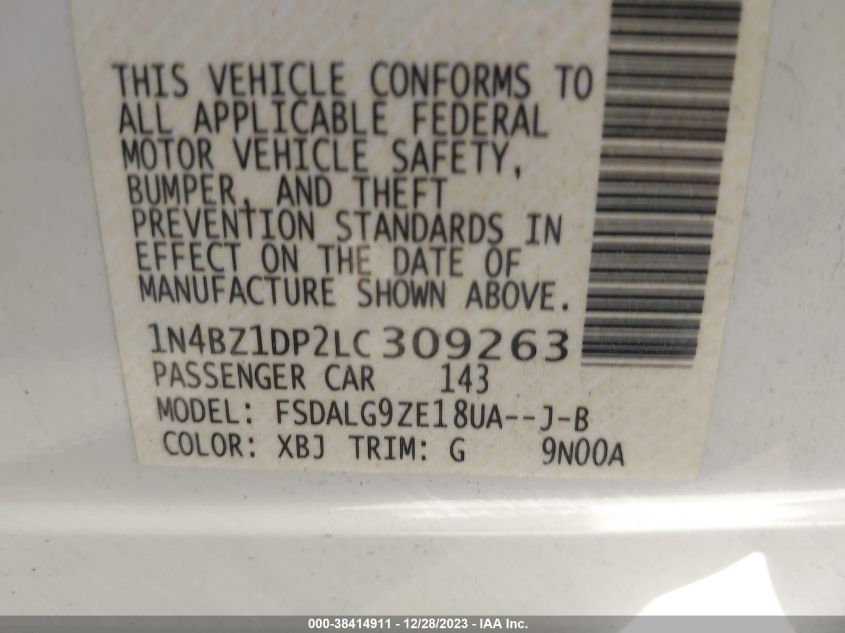 THIS VEHICLE CONFORMS TO
ALL APPLICABLE FEDERAL
MOTOR VEHICLE SAFETY,
BUMPER, AND THEFT
PREVENTION STANDARDS IN
EFFECT ON THE DATE OF
MANUFACTURE SHOWN ABOVE.
1N4BZ1DP2LC309263
PASSENGER CAR 143
MODEL: FSDALG9ZE18UA--J-B
COLOR: XBJ TRIM: G 9N00A
000-38414911 - 12/28/2023 - IAA Inc.